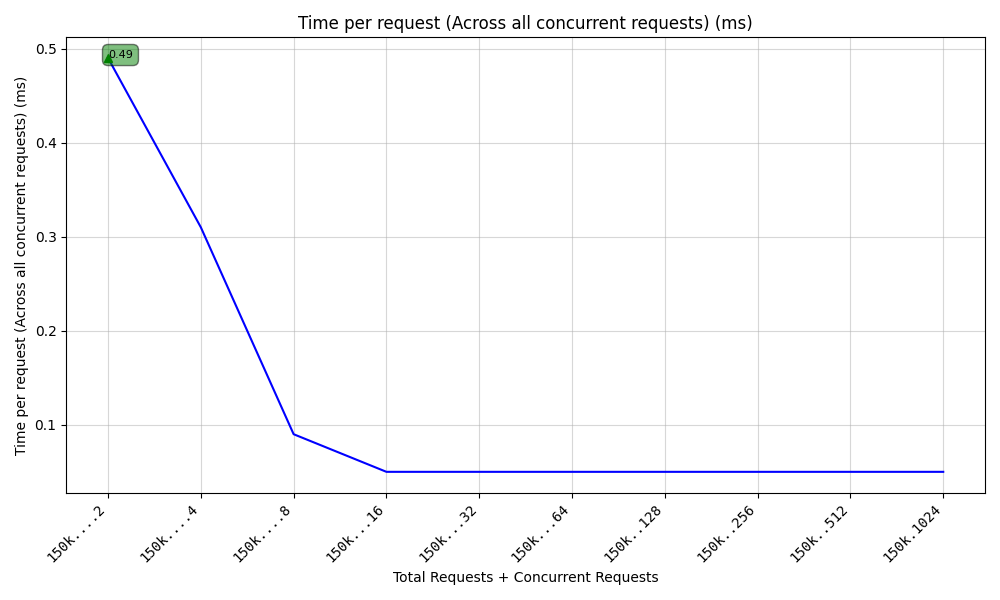 Time per request (Across all concurrent requests) (ms)
Time per request (Across all concurrent requests) (ms)
0.5
0.4
0.3
0.2
0.1
0.49
150k....2
150k....4
150k....8
150k...16
150k...32
150k...64
150k..128
150k..256
150k..512
150k.1024
Total Requests + Concurrent Requests